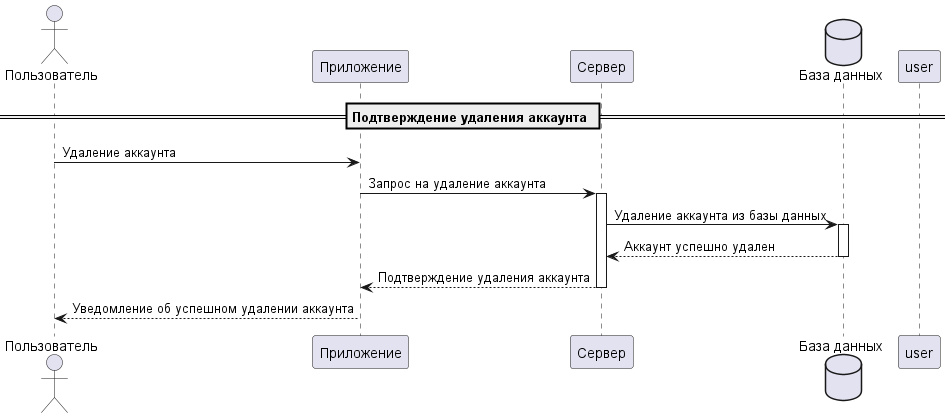 Пользователь
Приложение
Сервер
База данных
user
Подтверждение удаления аккаунта
Удаление аккаунта
Запрос на удаление аккаунта
Удаление аккаунта из базы данных
Аккаунт успешно удален
Подтверждение удаления аккаунта
Уведомление об успешном удалении аккаунта
Пользователь
Приложение
Сервер
База данных
user